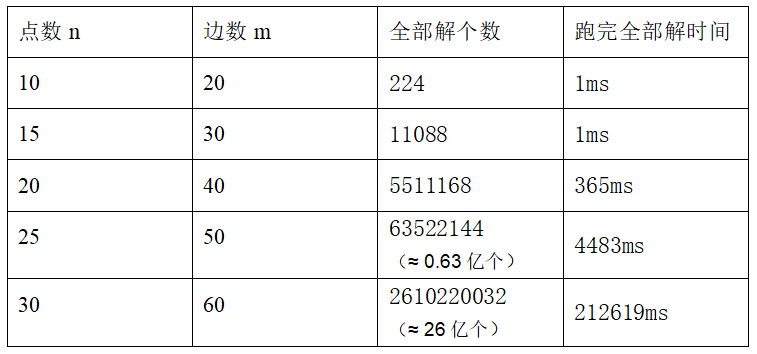 点数 n 边数 m 全部解个数 跑完全部解时间
10 20 224 1ms
15 30 11088 1ms
20 40 5511168 365ms
25 50 63522144 4483ms
（≈ 0.63 亿个）
30 60 2610220032 212619ms
（≈ 26 亿个）